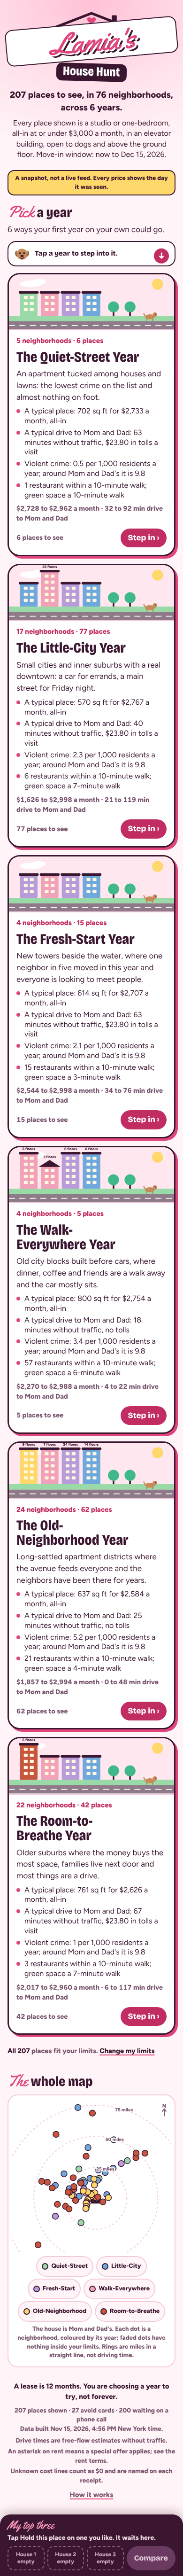 Lamia's
House Hunt
207 places to see, in 76 neighborhoods,
across 6 years.
Every place shown is a studio or one-bedroom,
all-in at or under $3,000 a month, in an elevator
building, open to dogs and above the ground
floor. Move-in window: now to Dec 15, 2026.
A snapshot, not a live feed. Every price shows the day
it was seen.
Pick a year
6 ways could you spend your first year on your own.
Tap a year to step into it.
5 neighborhoods · 6 places
The Quiet-Street Year
An apartment tucked among houses and
lawns: the lowest crime on the list and
almost nothing on foot.
A typical place: 702 sq ft for $2,733 a
month, all-in
A typical drive to Mom and Dad: 63
minutes without traffic, $23.80 in tolls a
visit
Violent crime: 0.5 per 1,000 residents a
year; around Mom and Dad's it is 9.8
1 restaurant within a 10-minute walk;
green space a 10-minute walk
$2,728 to $2,962 a month · 32 to 92 min drive
to Mom and Dad
6 places to see
Step in ›
17 neighborhoods · 77 places
The Little-City Year
Small cities and inner suburbs with a real
downtown: a car for errands, a main
street for Friday night.
A typical place: 570 sq ft for $2,767 a
month, all-in
A typical drive to Mom and Dad: 40
minutes without traffic, $23.80 in tolls a
visit
Violent crime: 2.3 per 1,000 residents a
year; around Mom and Dad's it is 9.8
6 restaurants within a 10-minute walk;
green space a 7-minute walk
$1,626 to $2,998 a month · 21 to 119 min
drive to Mom and Dad
77 places to see
Step in ›
4 neighborhoods · 15 places
The Fresh-Start Year
New towers beside the water, where one
neighbor in five moved in this year and
everyone is looking to meet people.
A typical place: 614 sq ft for $2,707 a
month, all-in
A typical drive to Mom and Dad: 63
minutes without traffic, $23.80 in tolls a
visit
Violent crime: 2.1 per 1,000 residents a
year; around Mom and Dad's it is 9.8
15 restaurants within a 10-minute walk;
green space a 3-minute walk
$2,544 to $2,998 a month · 34 to 76 min drive
to Mom and Dad
15 places to see
Step in ›
4 neighborhoods · 5 places
The Walk-
Everywhere Year
Old city blocks built before cars, where
dinner, coffee and friends are a walk away
and the car mostly sits.
A typical place: 800 sq ft for $2,754 a
month, all-in
A typical drive to Mom and Dad: 18
minutes without traffic, no tolls
Violent crime: 3.4 per 1,000 residents a
year; around Mom and Dad's it is 9.8
57 restaurants within a 10-minute walk;
green space a 6-minute walk
$2,270 to $2,988 a month · 4 to 22 min drive
to Mom and Dad
5 places to see
Step in ›
24 neighborhoods · 62 places
The Old-
Neighborhood Year
Long-settled apartment districts where
the avenue feeds everyone and the
neighbors have been there for years.
A typical place: 637 sq ft for $2,584 a
month, all-in
A typical drive to Mom and Dad: 25
minutes without traffic, no tolls
Violent crime: 5.2 per 1,000 residents a
year; around Mom and Dad's it is 9.8
21 restaurants within a 10-minute walk;
green space a 4-minute walk
$1,857 to $2,994 a month · 0 to 48 min drive
to Mom and Dad
62 places to see
Step in ›
22 neighborhoods · 42 places
The Room-to-
Breathe Year
Older suburbs where the money buys the
most space, families live next door and
most things are a drive.
A typical place: 761 sq ft for $2,626 a
month, all-in
A typical drive to Mom and Dad: 67
minutes without traffic, $23.80 in tolls a
visit
Violent crime: 1 per 1,000 residents a
year; around Mom and Dad's it is 9.8
3 restaurants within a 10-minute walk;
green space a 7-minute walk
$2,017 to $2,960 a month · 6 to 117 min drive
to Mom and Dad
42 places to see
Step in ›
All 207 places fit your limits. Change my limits
The whole map
75 miles
N
50 miles
25 miles
Quiet-Street
Little-City
Fresh-Start
Walk-Everywhere
Old-Neighborhood
Room-to-Breathe
The house is Mom and Dad's. Each dot is a
neighborhood, coloured by its year; faded dots have
nothing inside your limits. Rings are miles in a
straight line, not driving time.
A lease is 12 months. You are choosing a year to
try, not forever.
207 places shown · 27 avoid cards · 200 waiting on a
phone call
Data built Nov 15, 2026, 4:56 PM New York time.
Drive times are free-flow estimates without traffic.
An asterisk on rent means a special offer applies; see the
rent terms.
Unknown cost lines count as $0 and are named on each
receipt.
How it works
My top three
Tap Hold this place on one you like. It waits here.
House 1
empty
House 2
empty
House 3
empty
Compare